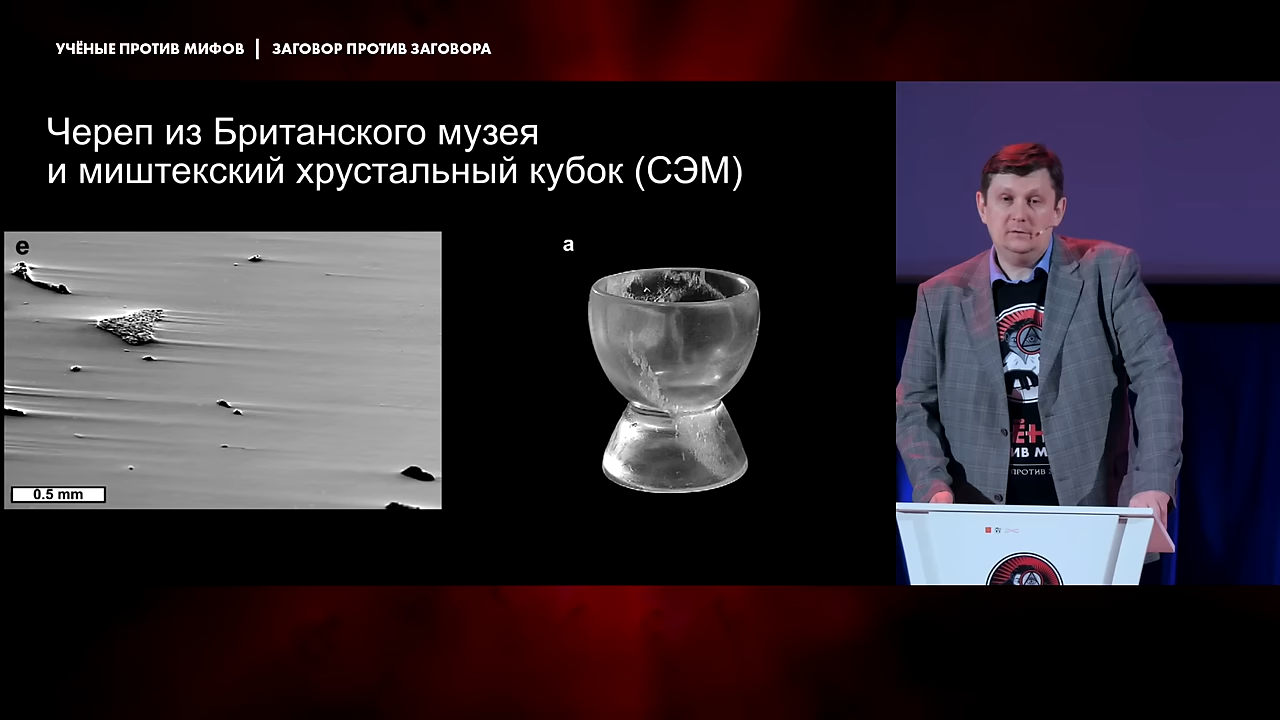 УЧЁНЫЕ ПРОТИВ МИФОВ | ЗАГОВОР ПРОТИВ ЗАГОВОРА
Череп из Британского музея
и миштекский хрустальный кубок (СЭМ)
e
a
0.5 mm